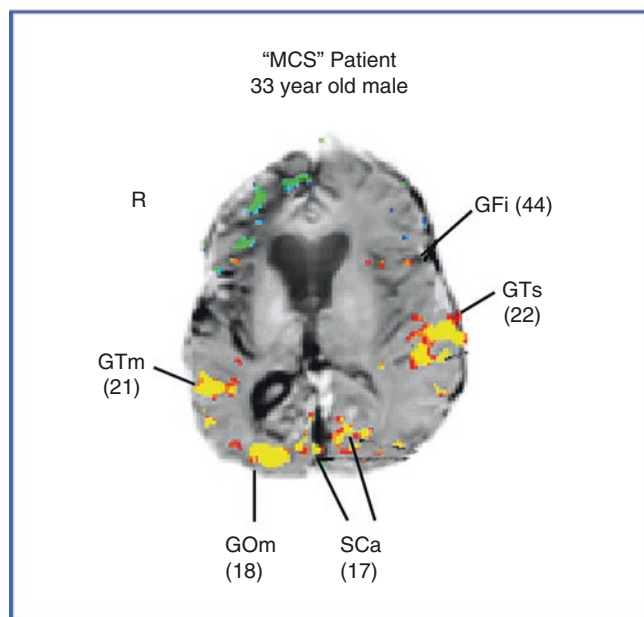 “MCS” Patient
33 year old male
R
GFi (44)
GTs
(22)
GTm
(21)
GOm
(18)
SCa
(17)